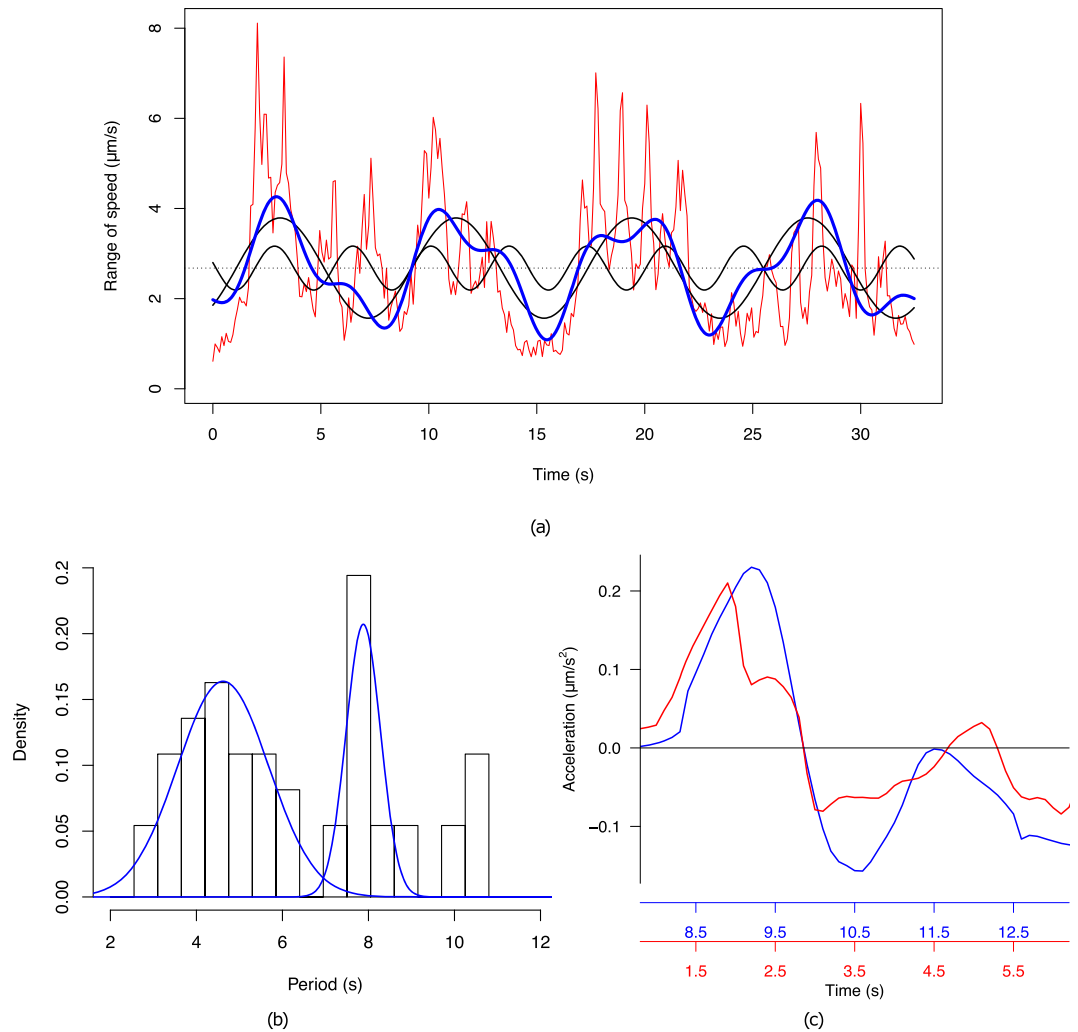 Range of speed (µm/s)
8
6
4
2
0
0 5 10 15 20 25 30
Time (s)
(a)
Density
0.2
0.20
0.15
0.10
0.05
0.00
2 4 6 8 10 12
Period (s)
(b)
Acceleration (µm/s²)
0.2
0.1
0.0
−0.1
8.5 9.5 10.5 11.5 12.5
1.5 2.5 3.5 4.5 5.5
Time (s)
(c)